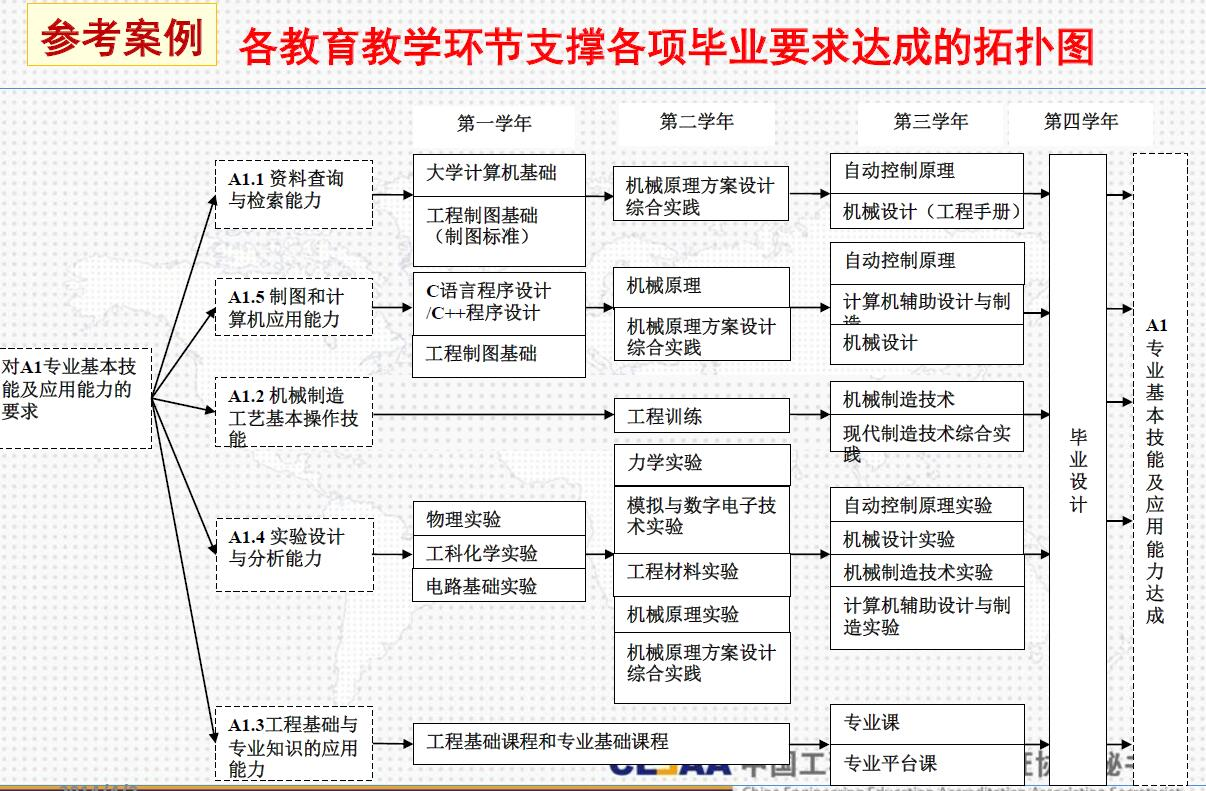 参考案例
各教育教学环节支撑各项毕业要求达成的拓扑图
第一学年
第二学年
第三学年
第四学年
对A1专业基本技
能及应用能力的
要求
A1.1 资料查询
与检索能力
大学计算机基础
工程制图基础
（制图标准）
机械原理方案设计
综合实践
自动控制原理
机械设计（工程手册）
A1.5 制图和计
算机应用能力
C语言程序设计
/C++程序设计
工程制图基础
机械原理
机械原理方案设计
综合实践
自动控制原理
计算机辅助设计与制
造
机械设计
A1.2 机械制造
工艺基本操作技
能
工程训练
机械制造技术
现代制造技术综合实
践
A1.4 实验设计
与分析能力
物理实验
工科化学实验
电路基础实验
力学实验
模拟与数字电子技
术实验
工程材料实验
机械原理实验
机械原理方案设计
综合实践
自动控制原理实验
机械设计实验
机械制造技术实验
计算机辅助设计与制
造实验
A1.3工程基础与
专业知识的应用
能力
工程基础课程和专业基础课程
专业课
专业平台课
毕
业
设
计
A1
专
业
基
本
技
能
及
应
用
能
力
达
成
中国工